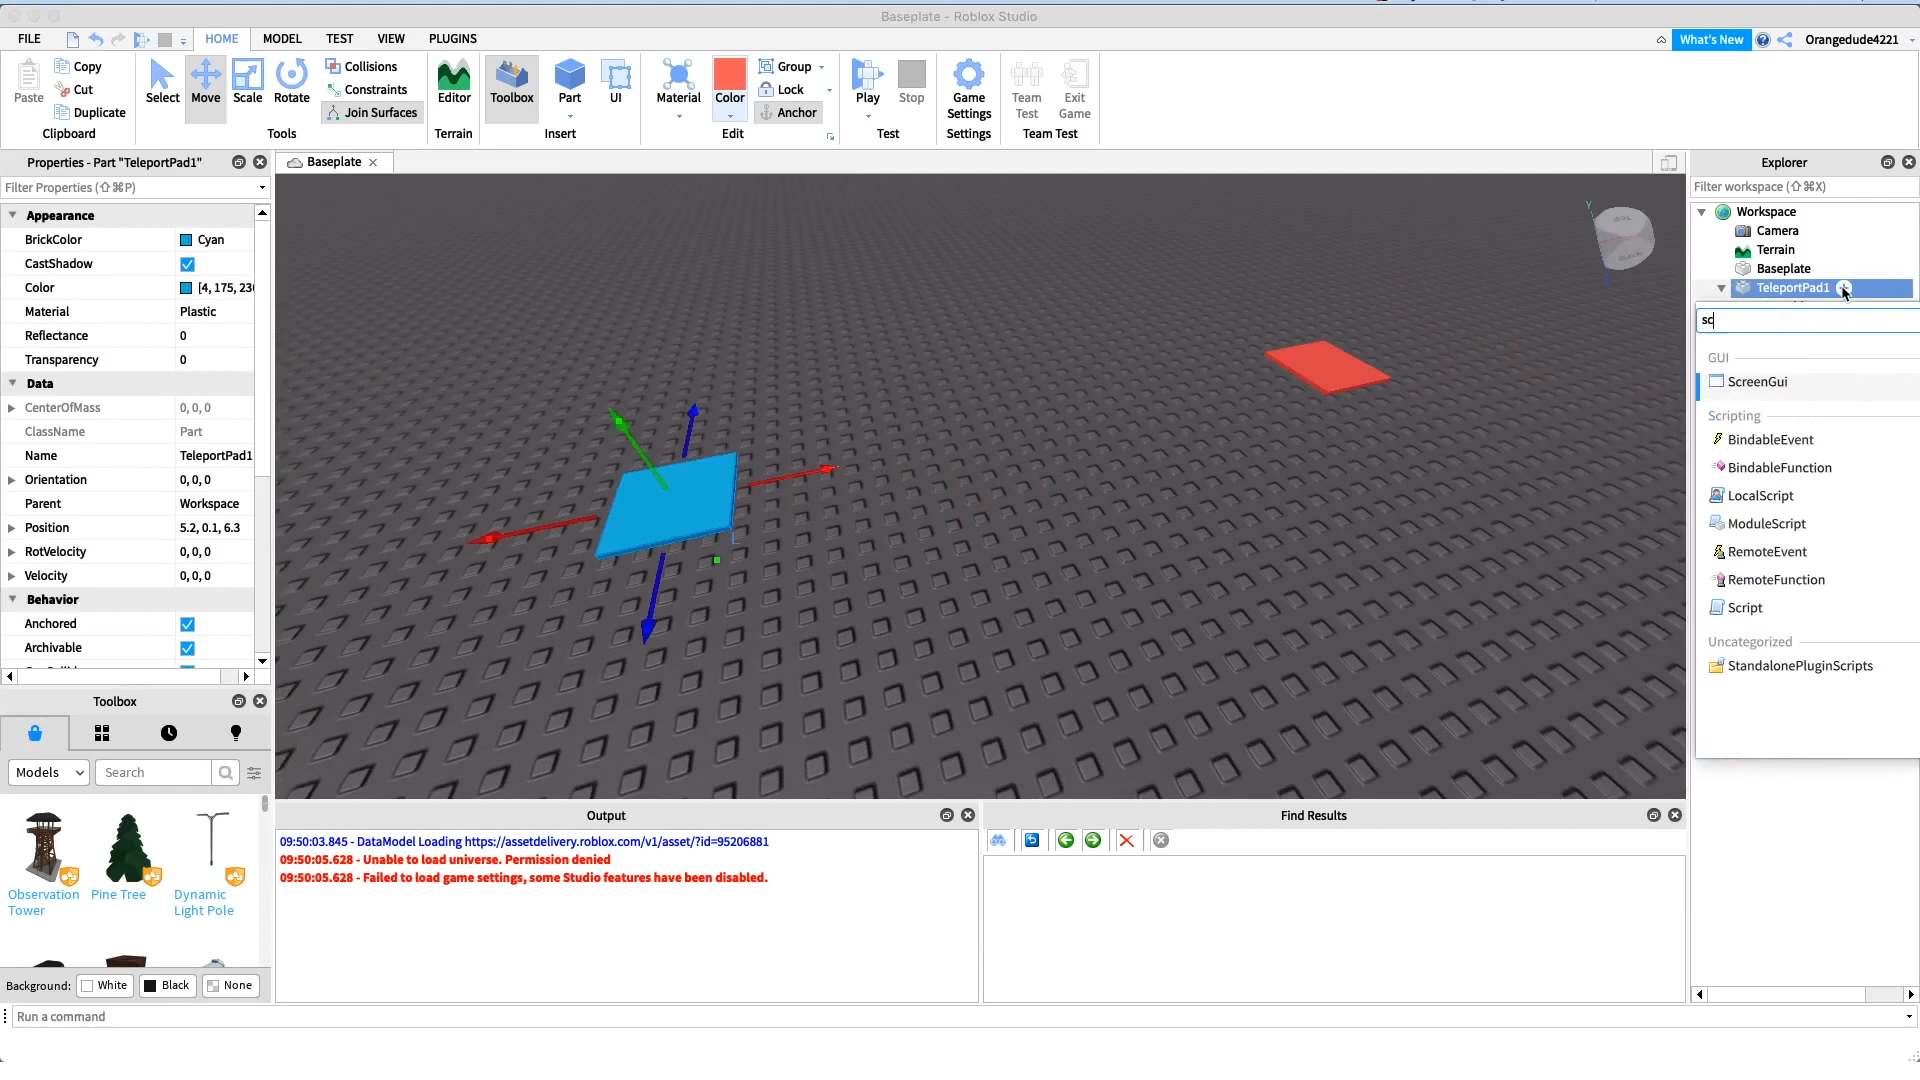 Baseplate - Roblox Studio
FILE
HOME
MODEL
TEST
VIEW
PLUGINS
What's New
Orangedude4221
Paste
Copy
Cut
Duplicate
Clipboard
Select
Move
Scale
Rotate
Collisions
Constraints
Join Surfaces
Tools
Editor
Terrain
Toolbox
Part
UI
Insert
Material
Color
Group
Lock
Anchor
Edit
Play
Stop
Test
Game
Settings
Settings
Team
Test
Exit
Game
Team Test
Properties - Part "TeleportPad1"
Filter Properties (⇧⌘P)
Appearance
BrickColor Cyan
CastShadow
Color [4, 175, 23
Material Plastic
Reflectance 0
Transparency 0
Data
CenterOfMass 0, 0, 0
ClassName Part
Name TeleportPad1
Orientation 0, 0, 0
Parent Workspace
Position 5.2, 0.1, 6.3
RotVelocity 0, 0, 0
Velocity 0, 0, 0
Behavior
Anchored
Archivable
Toolbox
Models
Search
Observation
Tower
Pine Tree
Dynamic
Light Pole
Background:
White
Black
None
Baseplate
Y
Output
09:50:03.845 - DataModel Loading https://assetdelivery.roblox.com/v1/asset/?id=95206881
09:50:05.628 - Unable to load universe. Permission denied
09:50:05.628 - Failed to load game settings, some Studio features have been disabled.
Find Results
Explorer
Filter workspace (⇧⌘X)
Workspace
Camera
Terrain
Baseplate
TeleportPad1
sc
GUI
ScreenGui
Scripting
BindableEvent
BindableFunction
LocalScript
ModuleScript
RemoteEvent
RemoteFunction
Script
Uncategorized
StandalonePluginScripts
Run a command